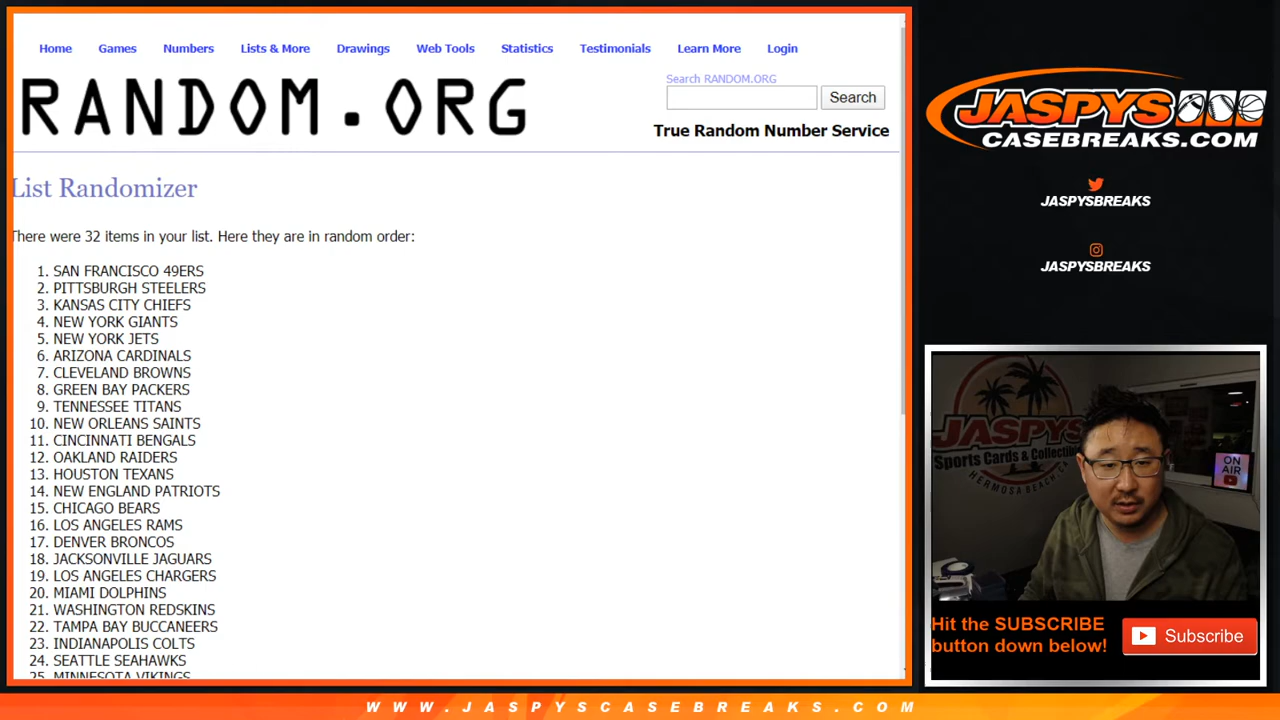 Home Games Numbers Lists & More Drawings Web Tools Statistics Testimonials Learn More Login
RANDOM.ORG
Search RANDOM.ORG
Search
True Random Number Service
List Randomizer
There were 32 items in your list. Here they are in random order:
1. SAN FRANCISCO 49ERS
2. PITTSBURGH STEELERS
3. KANSAS CITY CHIEFS
4. NEW YORK GIANTS
5. NEW YORK JETS
6. ARIZONA CARDINALS
7. CLEVELAND BROWNS
8. GREEN BAY PACKERS
9. TENNESSEE TITANS
10. NEW ORLEANS SAINTS
11. CINCINNATI BENGALS
12. OAKLAND RAIDERS
13. HOUSTON TEXANS
14. NEW ENGLAND PATRIOTS
15. CHICAGO BEARS
16. LOS ANGELES RAMS
17. DENVER BRONCOS
18. JACKSONVILLE JAGUARS
19. LOS ANGELES CHARGERS
20. MIAMI DOLPHINS
21. WASHINGTON REDSKINS
22. TAMPA BAY BUCCANEERS
23. INDIANAPOLIS COLTS
24. SEATTLE SEAHAWKS
25. MINNESOTA VIKINGS
JASPYS
CASEBREAKS.COM
JASPYSBREAKS
JASPYSBREAKS
JASPYS
Sports Cards & Collectibles
HERMOSA BEACH, CA
ON
AIR
Hit the SUBSCRIBE
button down below!
Subscribe
WWW.JASPYSCASEBREAKS.COM